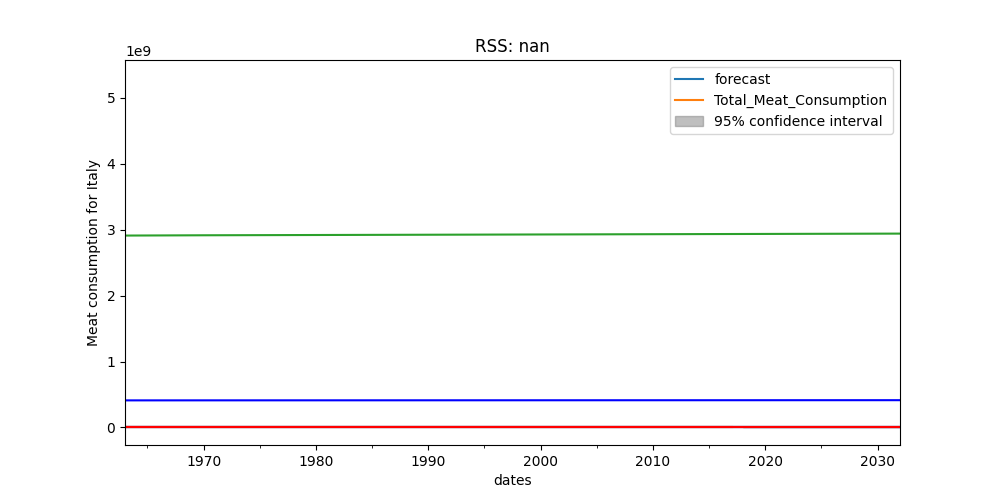 RSS: nan
1e9
forecast
Total_Meat_Consumption
95% confidence interval
Meat consumption for Italy
5
4
3
2
1
0
1970 1980 1990 2000 2010 2020 2030
dates